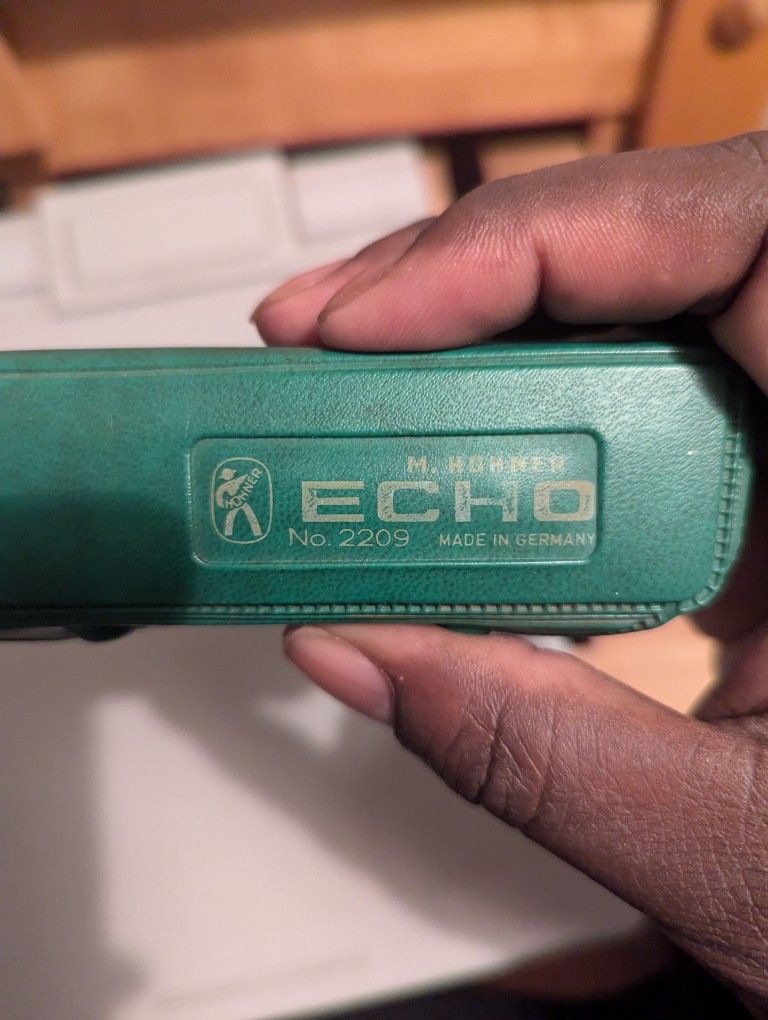 HOHNER
M. HOHNER
ECHO
No. 2209 MADE IN GERMANY